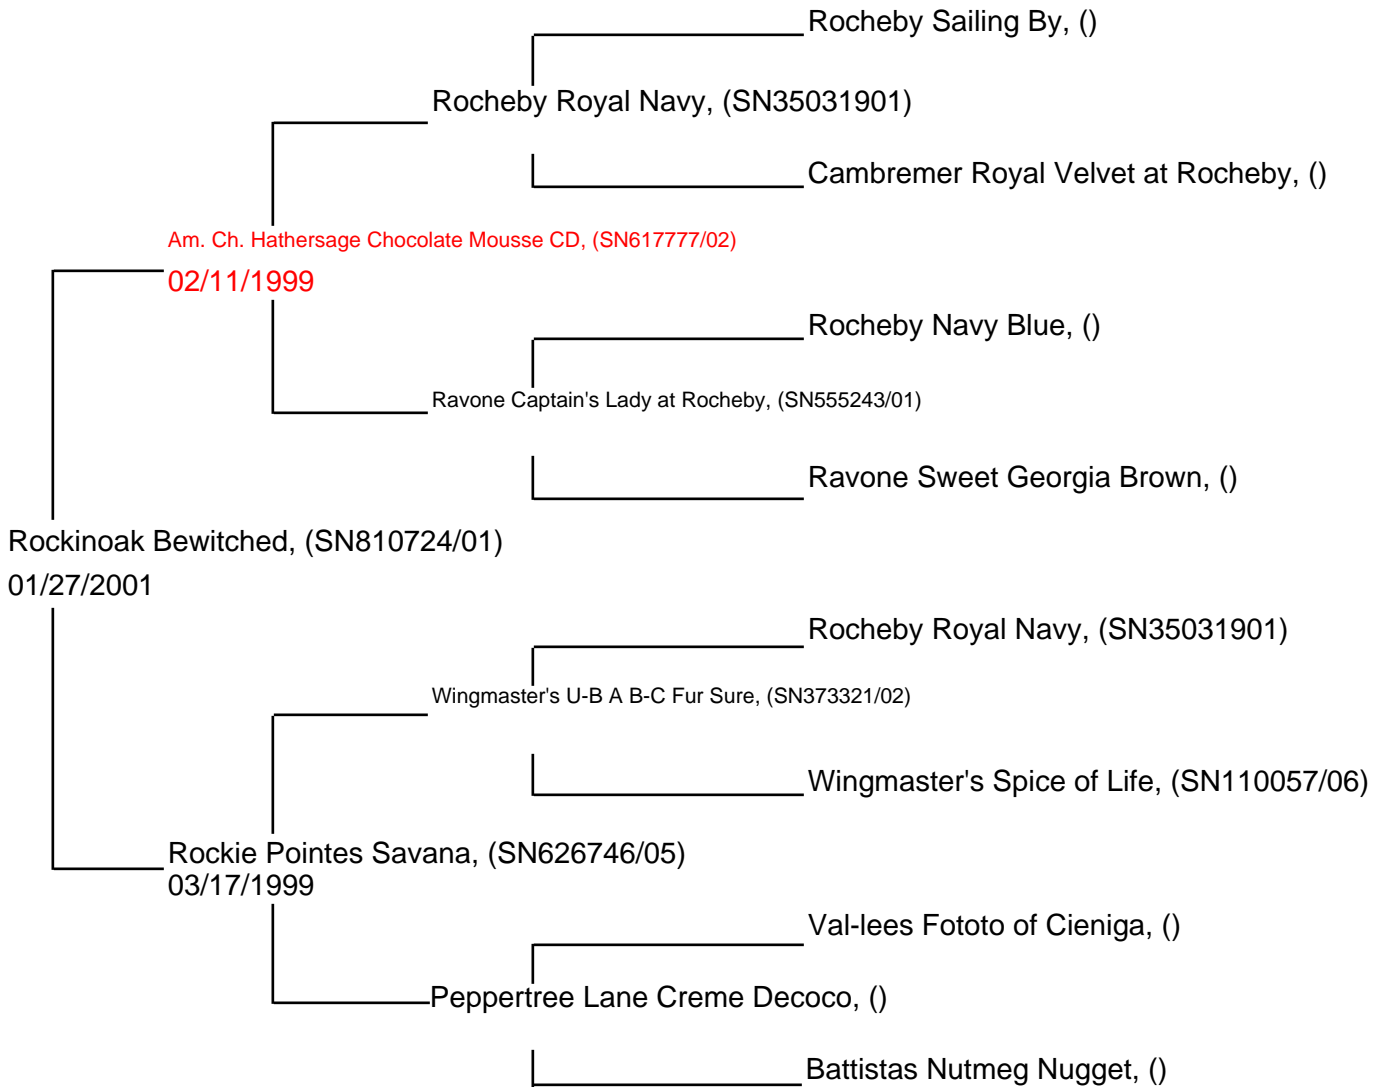 Rocheby Sailing By, ()
Rocheby Royal Navy, (SN35031901)
Cambremer Royal Velvet at Rocheby, ()
Am. Ch. Hathersage Chocolate Mousse CD, (SN617777/02)
02/11/1999
Rocheby Navy Blue, ()
Ravone Captain's Lady at Rocheby, (SN555243/01)
Ravone Sweet Georgia Brown, ()
Rockinoak Bewitched, (SN810724/01)
01/27/2001
Rocheby Royal Navy, (SN35031901)
Wingmaster's U-B A B-C Fur Sure, (SN373321/02)
Wingmaster's Spice of Life, (SN110057/06)
Rockie Pointes Savana, (SN626746/05)
03/17/1999
Val-lees Fototo of Cieniga, ()
Peppertree Lane Creme Decoco, ()
Battistas Nutmeg Nugget, ()